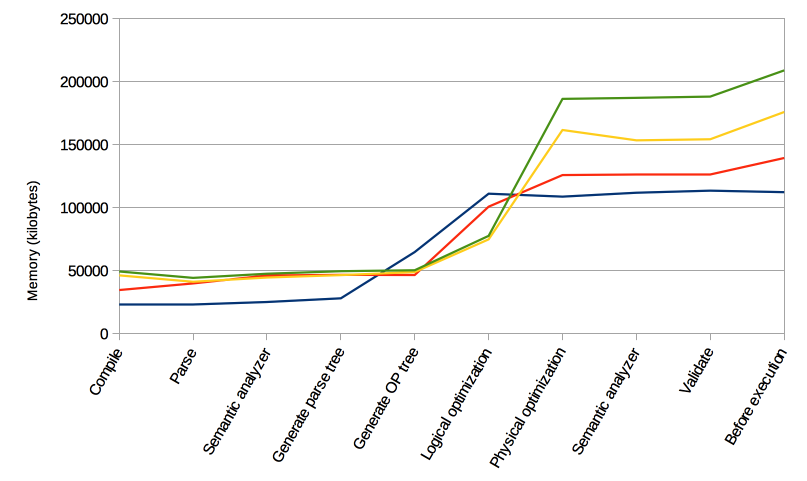 250000
200000
150000
100000
50000
0
Memory (kilobytes)
Compile
Parse
Semantic analyzer
Generate parse tree
Generate OP tree
Logical optimization
Physical optimization
Semantic analyzer
Validate
Before execution